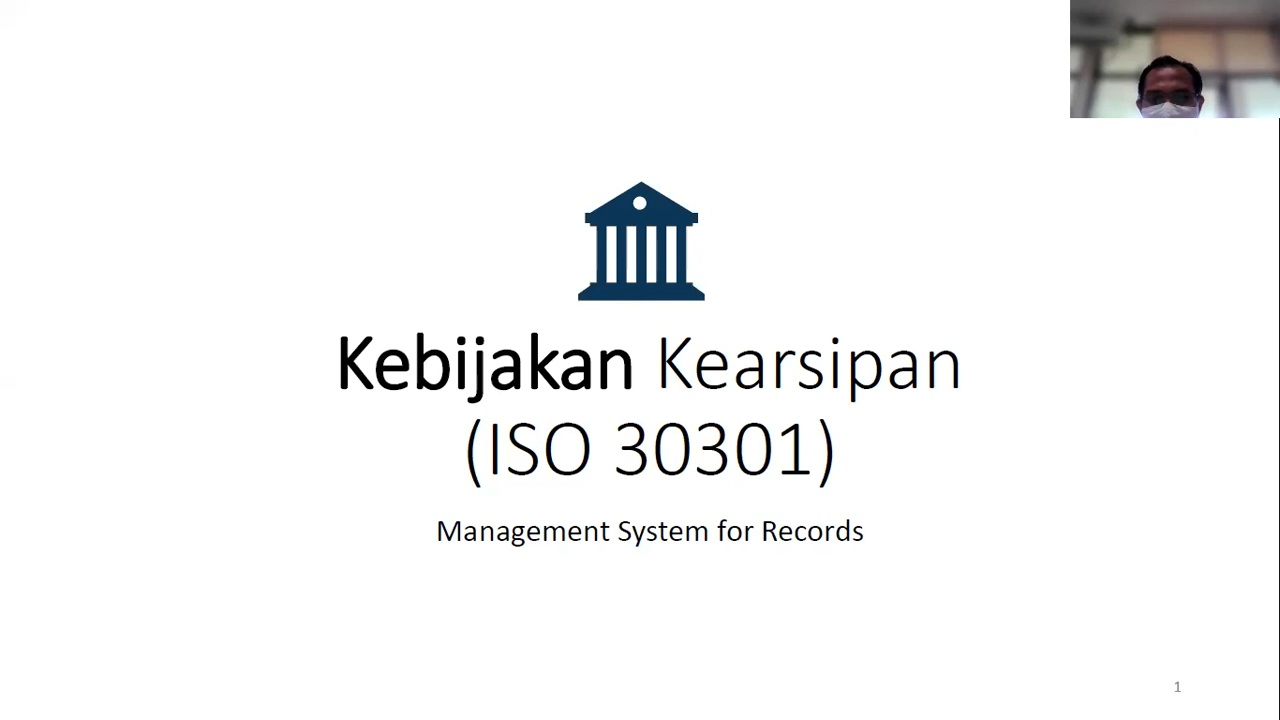 Kebijakan Kearsipan
(ISO 30301)
Management System for Records
1